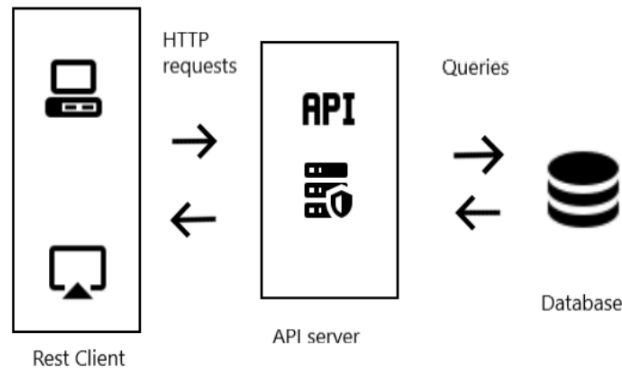 HTTP
requests
Queries
API
Database
API server
Rest Client